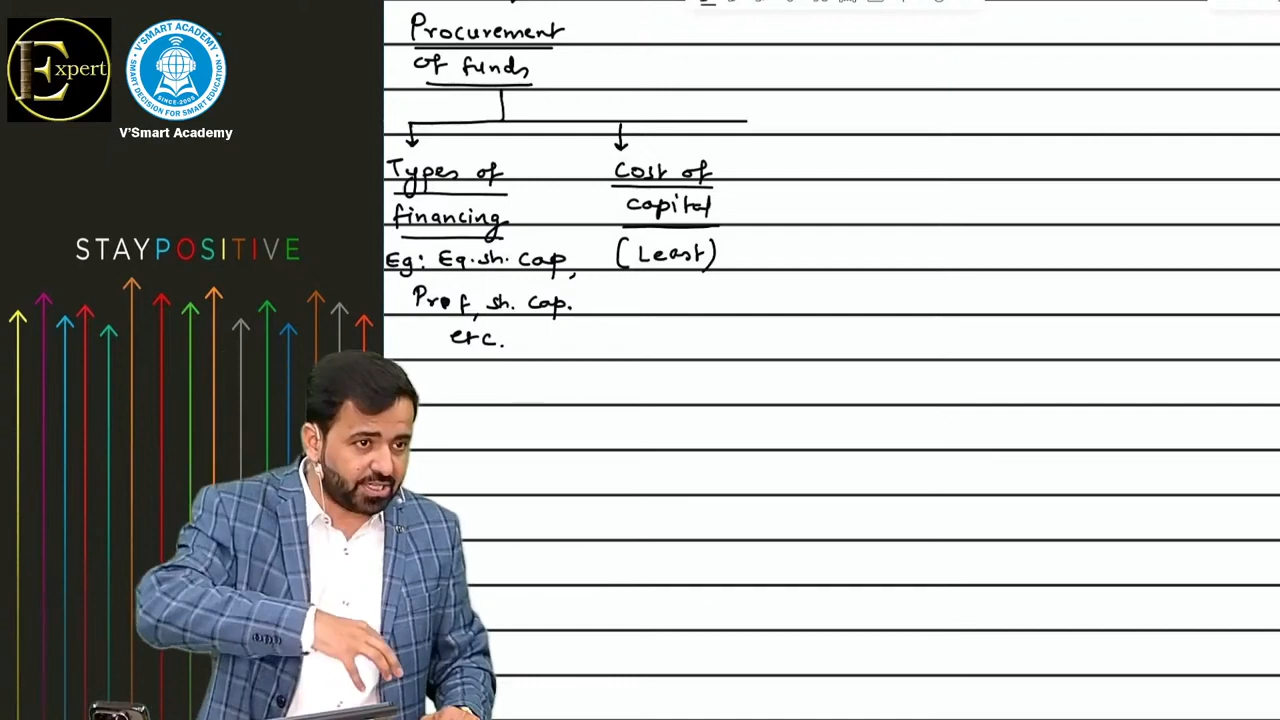 Expert
V'SMART ACADEMY
SMART DECISION FOR SMART EDUCATION
SINCE-2005
V'Smart Academy
STAYPOSITIVE
Procurement
of funds
Types of
financing
Eg: Eq.sh. Cap,
Pref, sh. Cap.
etc.
Cost of
capital
(Least)